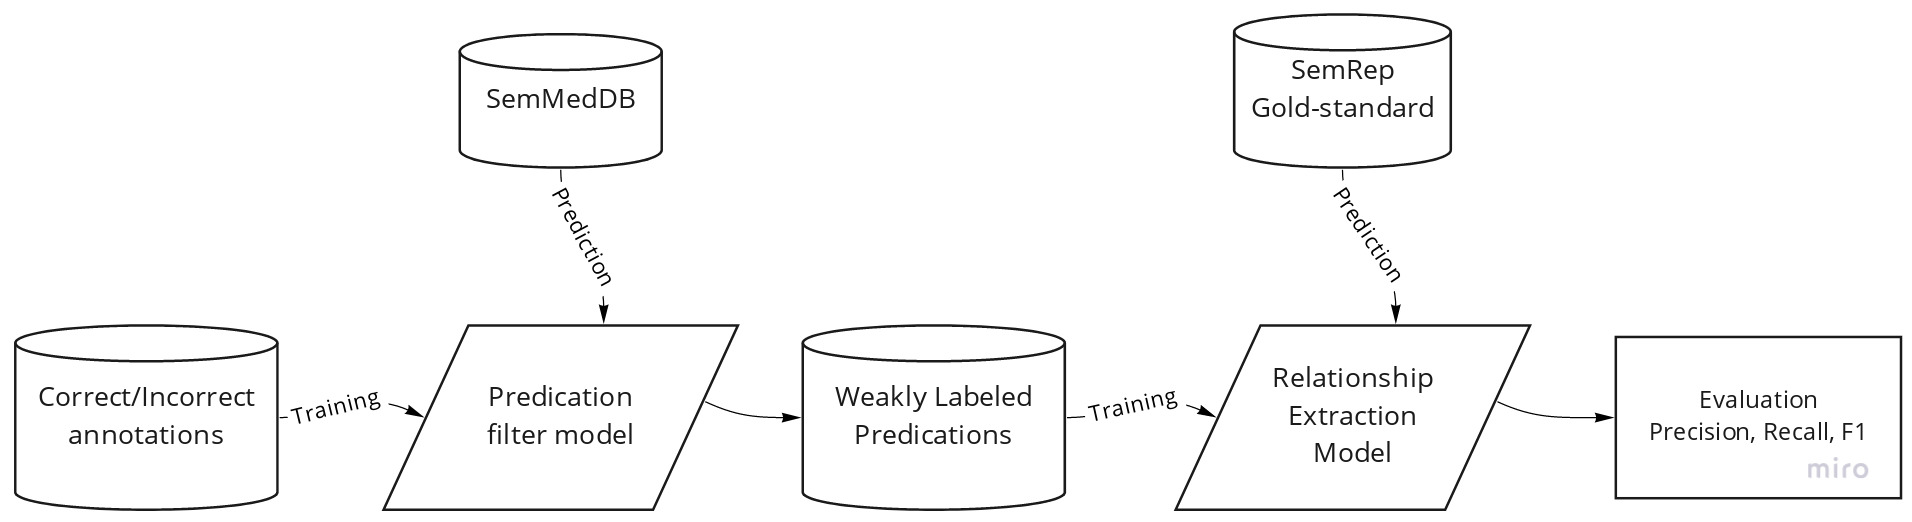 SemMedDB
SemRep
Gold-standard
Prediction
Prediction
Correct/Incorrect
annotations
Training
Predication
filter model
Weakly Labeled
Predications
Training
Relationship
Extraction
Model
Evaluation
Precision, Recall, F1
miro